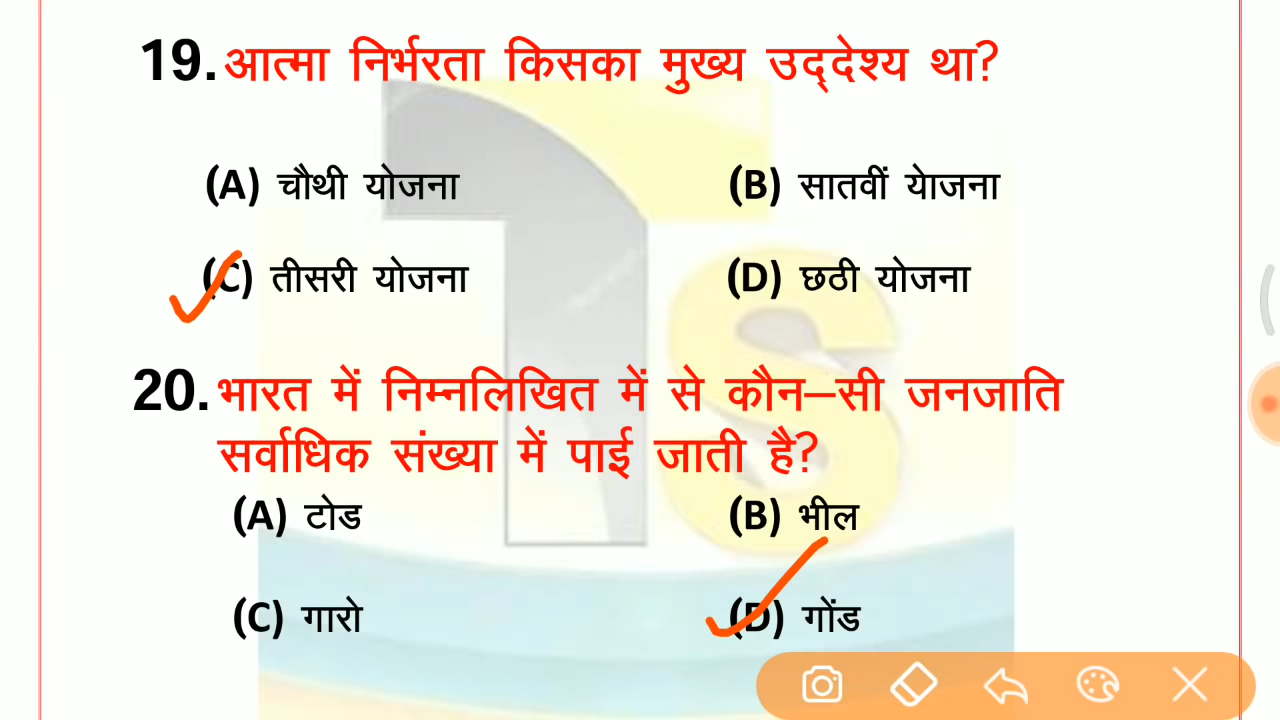 19. आत्मा निर्भरता किसका मुख्य उद्देश्य था?
(A) चौथी योजना (B) सातवीं येाजना
(C) तीसरी योजना (D) छठी योजना
20. भारत में निम्नलिखित में से कौन–सी जनजाति
सर्वाधिक संख्या में पाई जाती है?
(A) टोड (B) भील
(C) गारो (D) गोंड